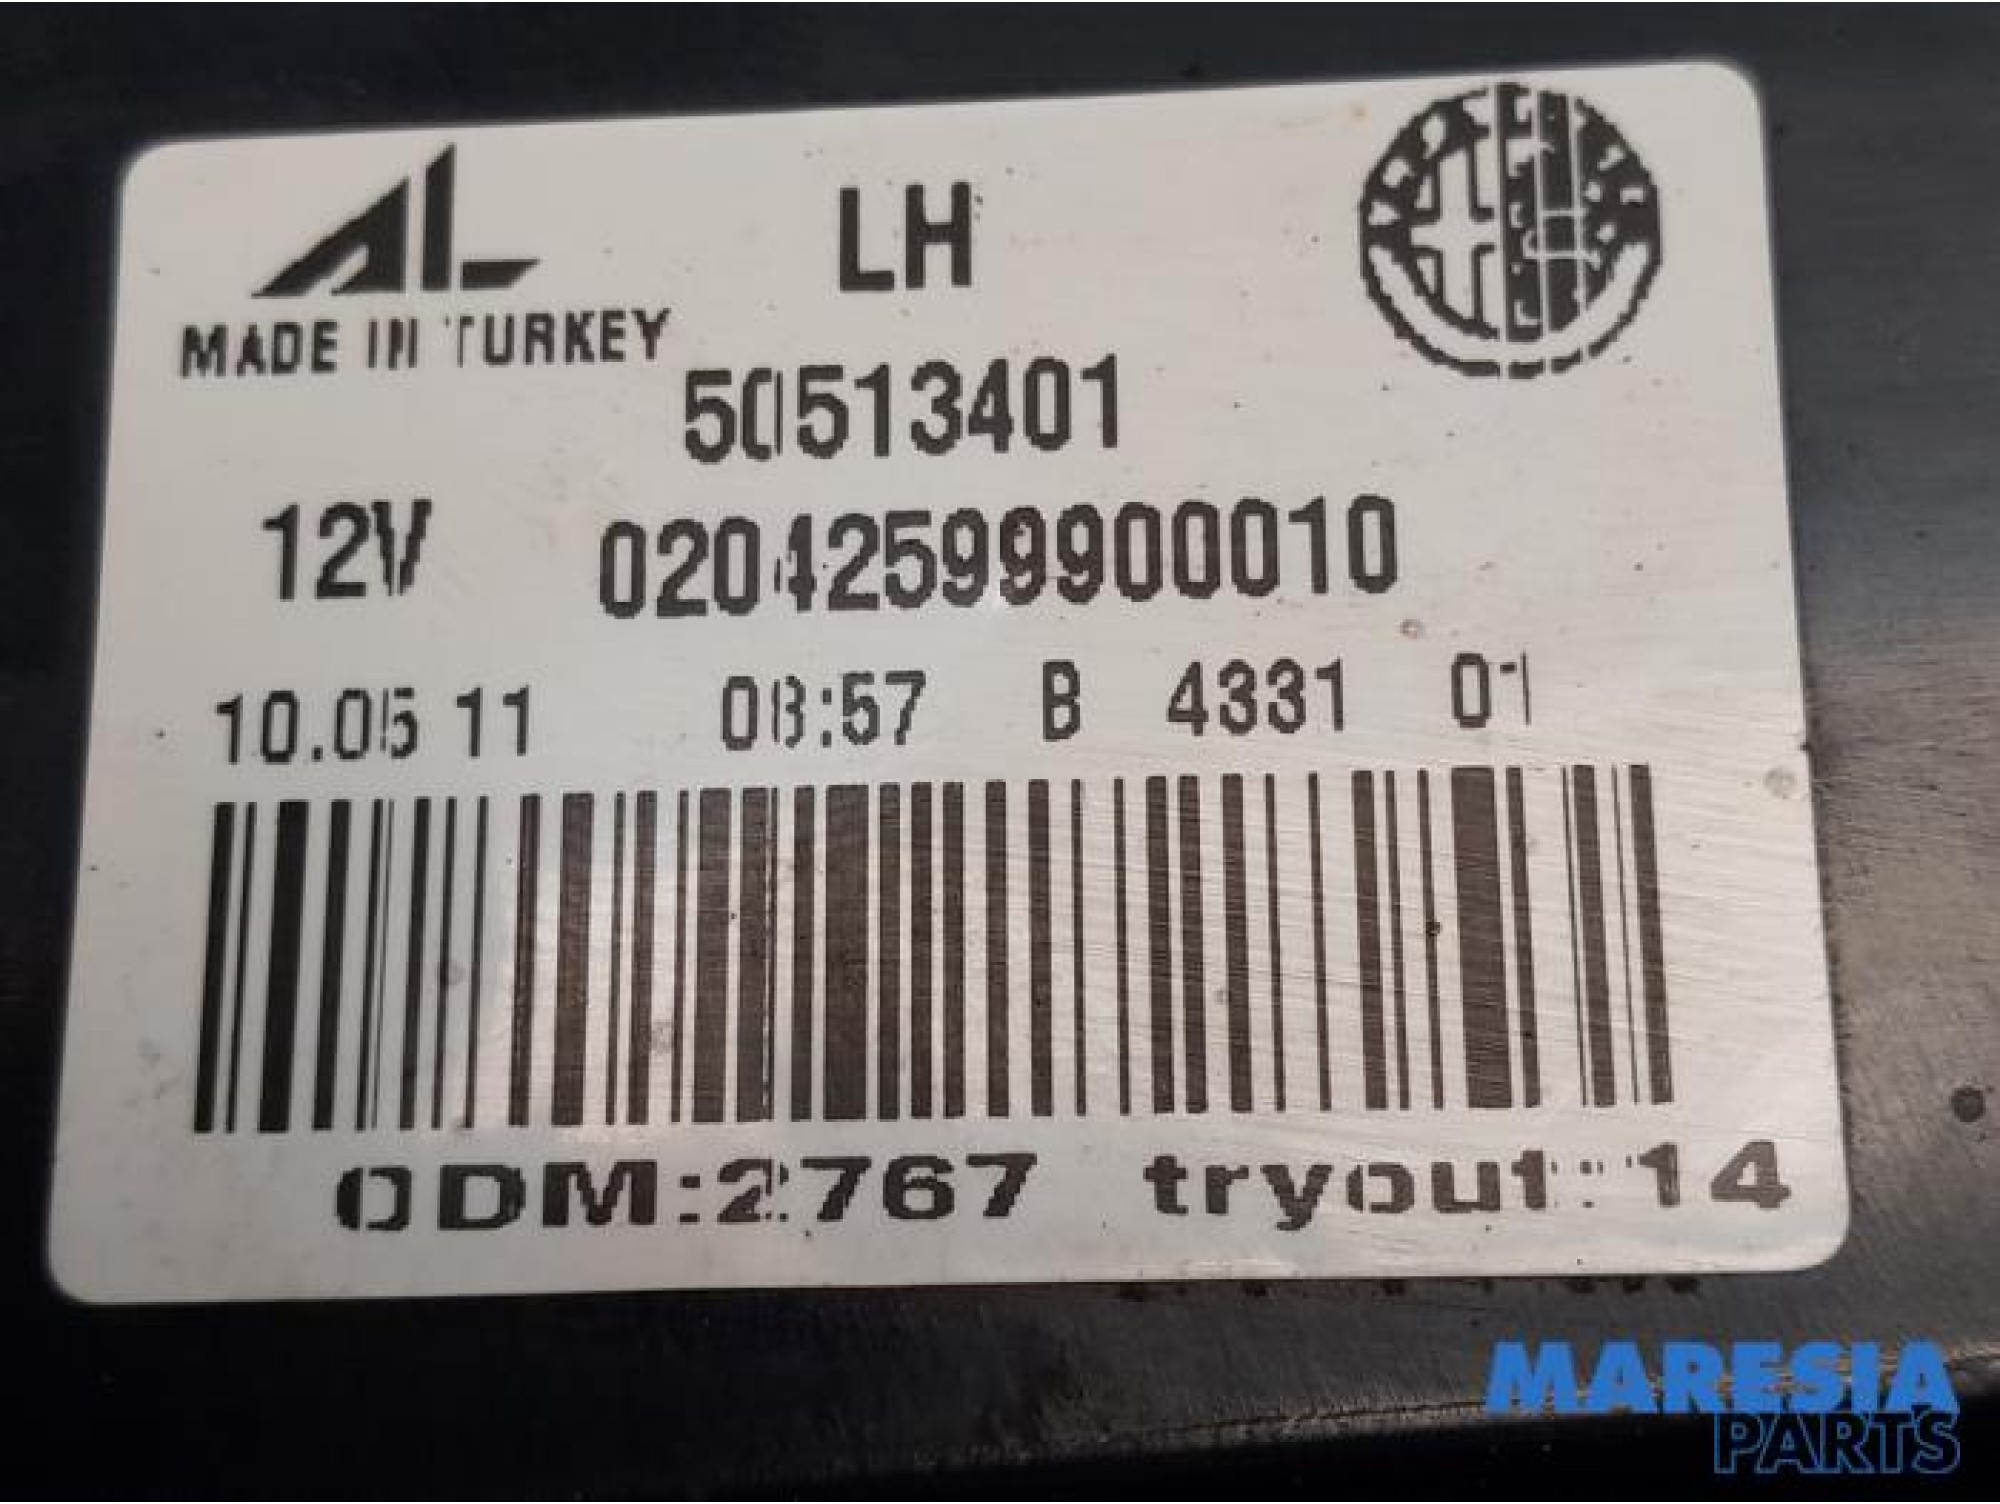 AL
LH
MADE IN TURKEY
50513401
12V 02042599900010
10.05 11 08:57 B 4331 01
ODM:2767 tryout: 14
MARESIA
PARTS